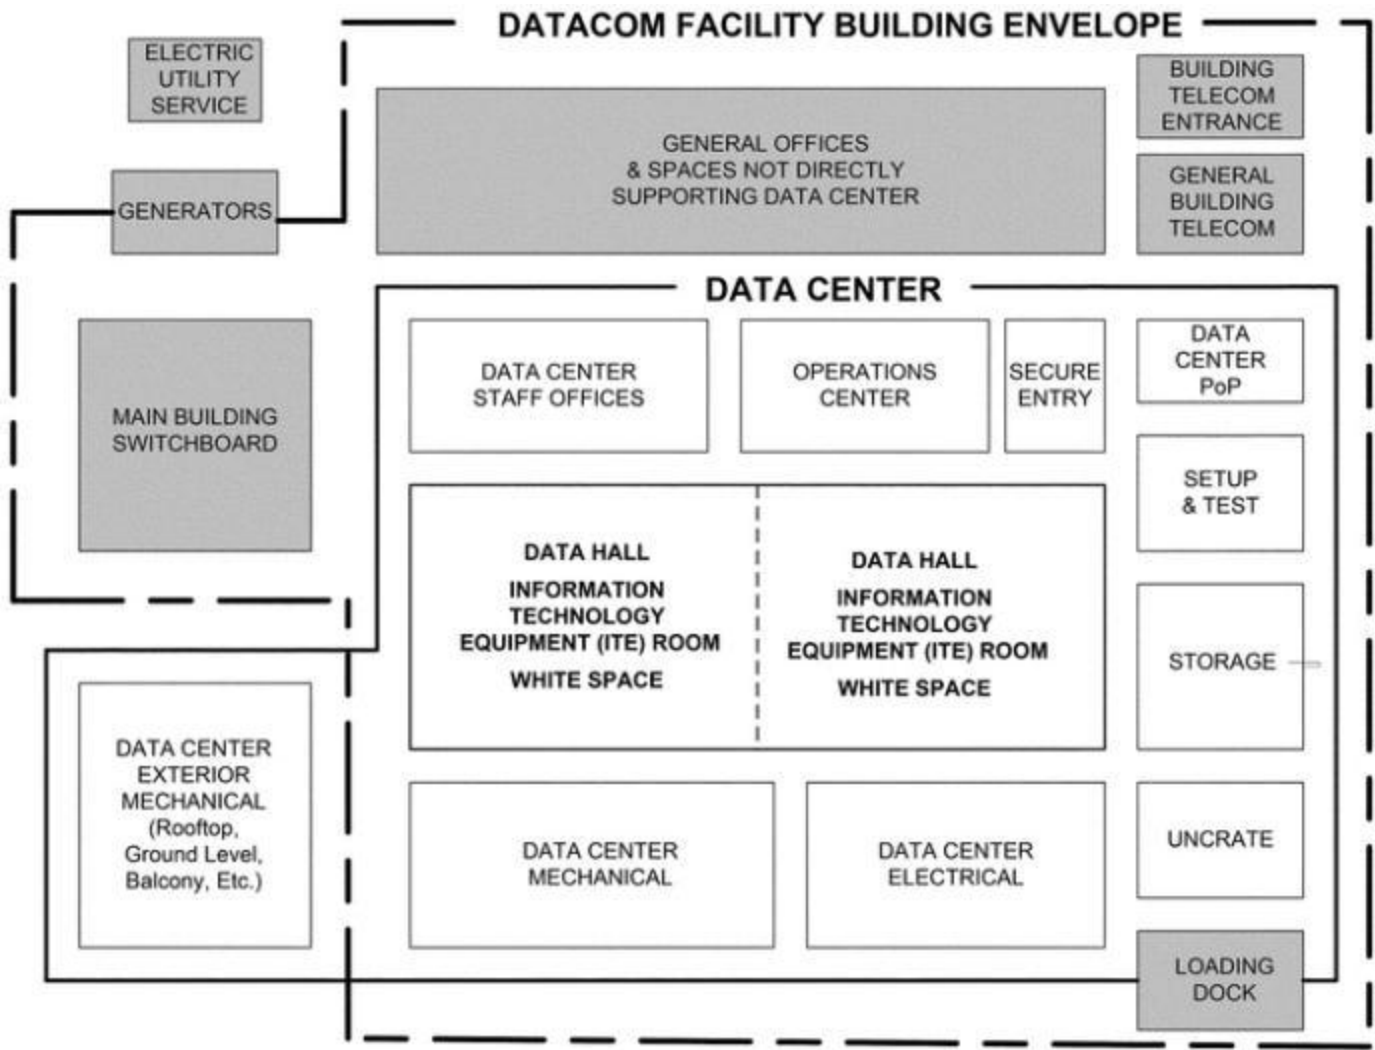 DATACOM FACILITY BUILDING ENVELOPE
ELECTRIC
UTILITY
SERVICE
BUILDING
TELECOM
ENTRANCE
GENERAL OFFICES
& SPACES NOT DIRECTLY
SUPPORTING DATA CENTER
GENERATORS
GENERAL
BUILDING
TELECOM
DATA CENTER
MAIN BUILDING
SWITCHBOARD
DATA CENTER
STAFF OFFICES
OPERATIONS
CENTER
SECURE
ENTRY
DATA
CENTER
PoP
SETUP
& TEST
DATA HALL
INFORMATION
TECHNOLOGY
EQUIPMENT (ITE) ROOM
WHITE SPACE
DATA HALL
INFORMATION
TECHNOLOGY
EQUIPMENT (ITE) ROOM
WHITE SPACE
STORAGE
DATA CENTER
EXTERIOR
MECHANICAL
(Rooftop,
Ground Level,
Balcony, Etc.)
DATA CENTER
MECHANICAL
DATA CENTER
ELECTRICAL
UNCRATE
LOADING
DOCK